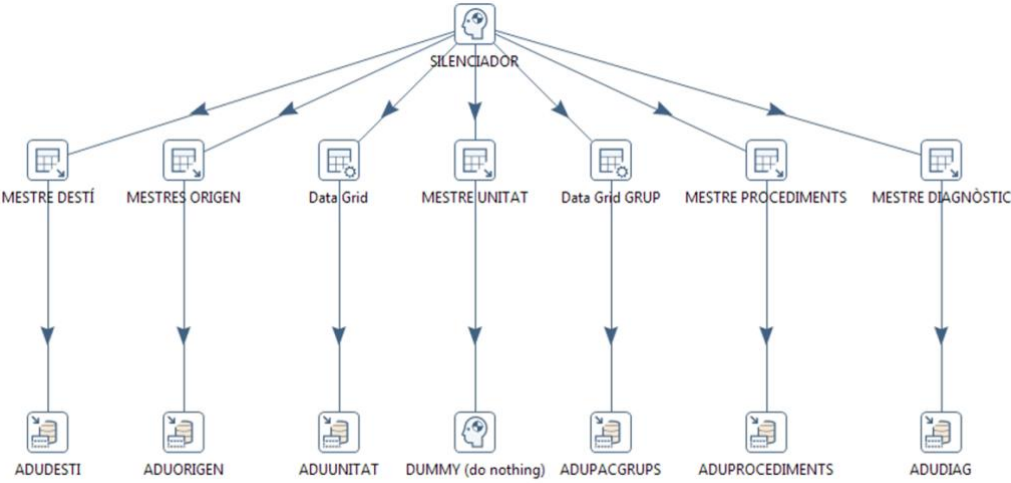 SILENCIADOR
MESTRE DESTÍ MESTRES ORIGEN Data Grid MESTRE UNITAT Data Grid GRUP MESTRE PROCEDIMENTS MESTRE DIAGNÒSTIC
ADUDESTI ADUORIGEN ADUUNITAT DUMMY (do nothing) ADUPACGRUPS ADUPROCEDIMENTS ADUDIAG